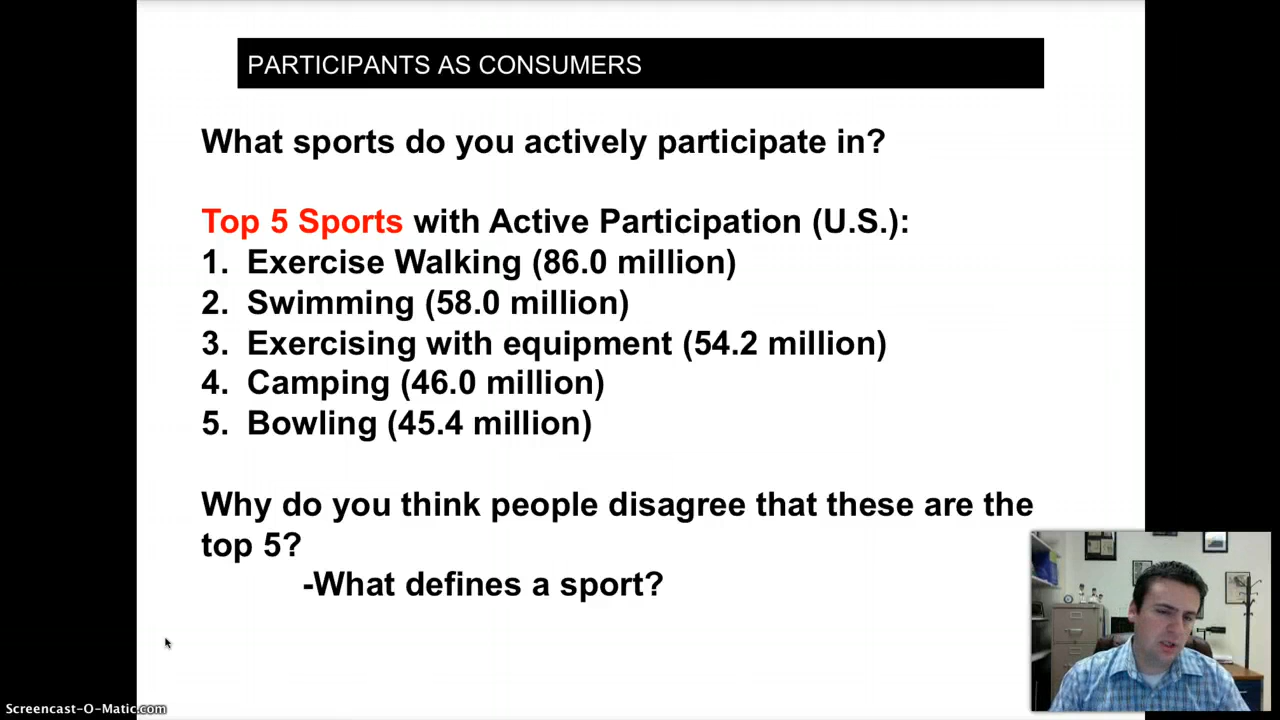 PARTICIPANTS AS CONSUMERS
What sports do you actively participate in?
Top 5 Sports with Active Participation (U.S.):
1. Exercise Walking (86.0 million)
2. Swimming (58.0 million)
3. Exercising with equipment (54.2 million)
4. Camping (46.0 million)
5. Bowling (45.4 million)
Why do you think people disagree that these are the
top 5?
-What defines a sport?
Screencast-O-Matic.com